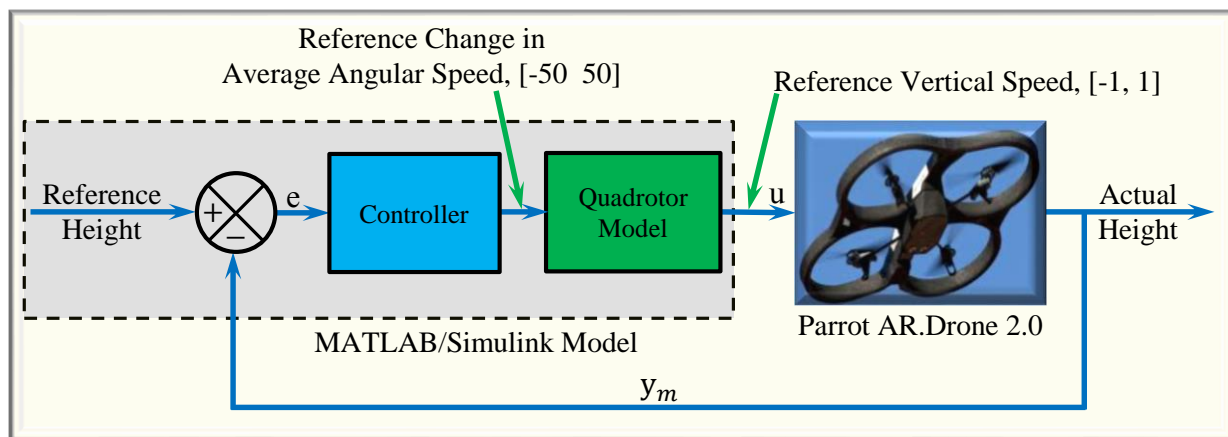 Reference Change in
Average Angular Speed, [-50 50]
Reference Vertical Speed, [-1, 1]
Reference
Height
+
−
e
Controller
Quadrotor
Model
u
Actual
Height
Parrot AR.Drone 2.0
MATLAB/Simulink Model
yₘ